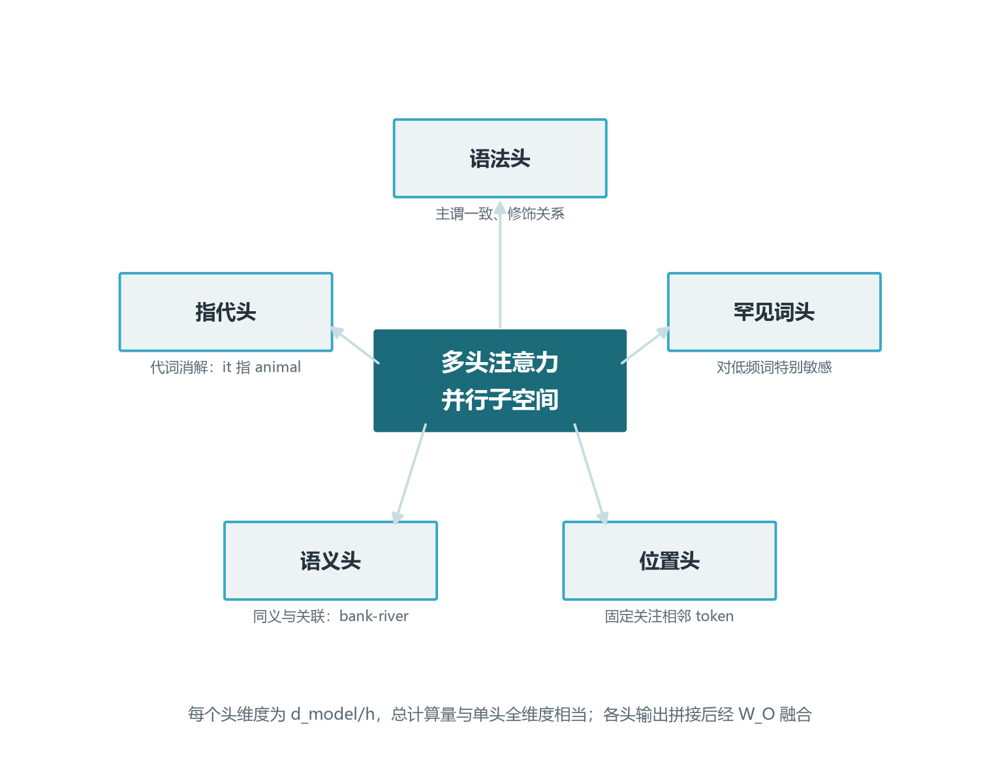 语法头
主谓一致、修饰关系
指代头
代词消解：it 指 animal
罕见词头
对低频词特别敏感
多头注意力
并行子空间
语义头
同义与关联：bank-river
位置头
固定关注相邻 token
每个头维度为 d_model/h，总计算量与单头全维度相当；各头输出拼接后经 W_O 融合